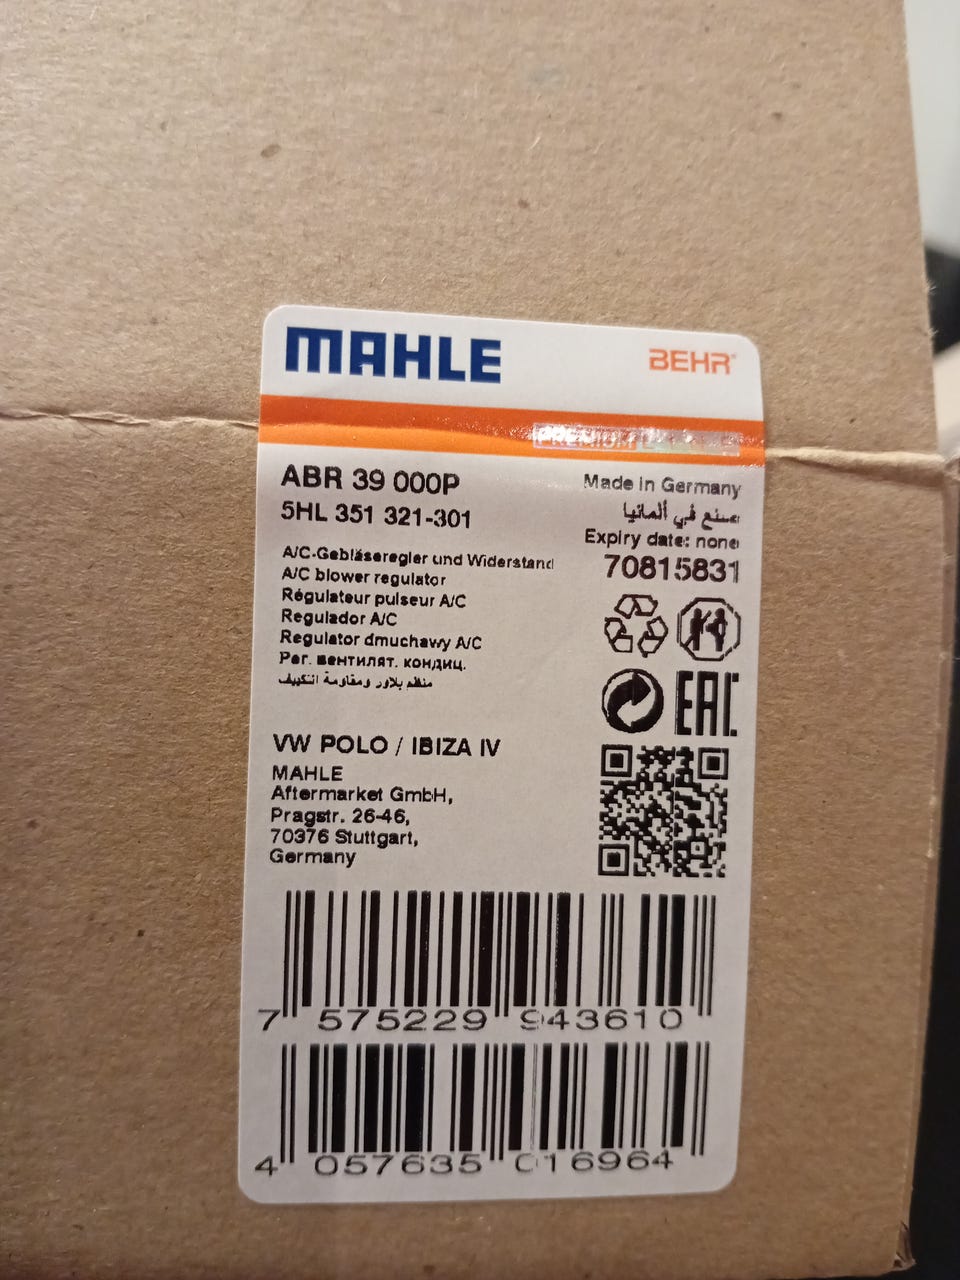 MAHLE
BEHR®
PREMIUM
ABR 39 000P
5HL 351 321-301
A/C-Gebläseregler und Widerstand
A/C blower regulator
Régulateur pulseur A/C
Regulador A/C
Regulator dmuchawy A/C
Рег. вентилят. кондиц.
منظم بلاور ومقاومة التكييف
Made in Germany
صنع في ألمانيا
Expiry date: none
70815831
EAC
VW POLO / IBIZA IV
MAHLE
Aftermarket GmbH,
Pragstr. 26-46,
70376 Stuttgart,
Germany
7 575229 943610
4 057635 016964